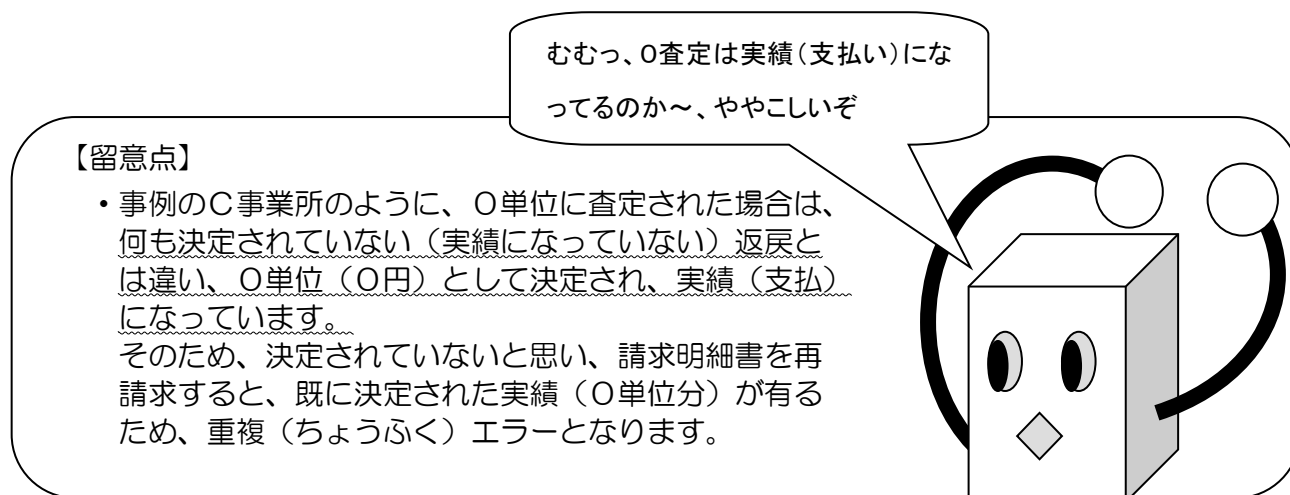 むむっ、0査定は実績（支払い）にな
ってるのか～、ややこしいぞ
【留意点】
・事例のＣ事業所のように、０単位に査定された場合は、
何も決定されていない（実績になっていない）返戻と
は違い、０単位（０円）として決定され、実績（支払）
になっています。
そのため、決定されていないと思い、請求明細書を再
請求すると、既に決定された実績（０単位分）が有る
ため、重複（ちょうふく）エラーとなります。